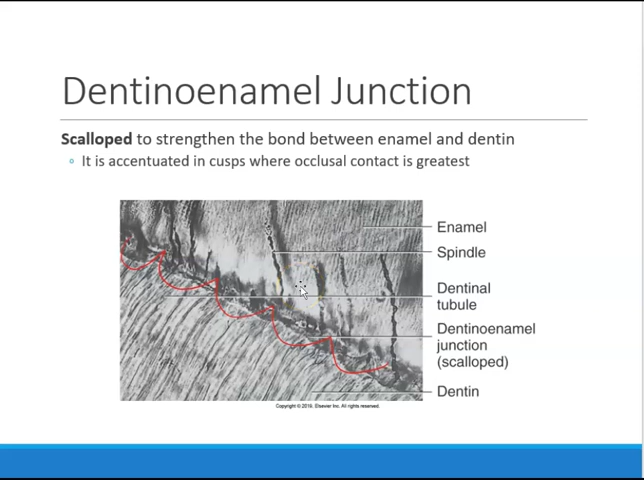 Dentinoenamel Junction
Scalloped to strengthen the bond between enamel and dentin
It is accentuated in cusps where occlusal contact is greatest
Enamel
Spindle
Dentinal
tubule
Dentinoenamel
junction
(scalloped)
Dentin
Copyright © 2019, Elsevier Inc. All rights reserved.